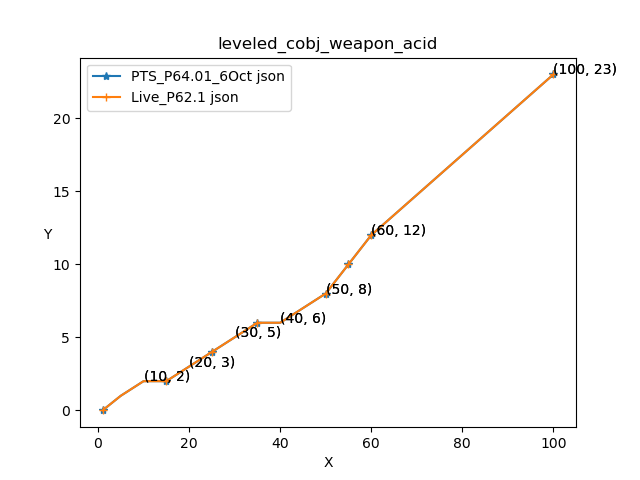 leveled_cobj_weapon_acid
PTS_P64.01_6Oct json
Live_P62.1 json
(100, 23)
(60, 12)
(50, 8)
(40, 6)
(30, 5)
(20, 3)
(10, 2)
Y
20
15
10
5
0
0 20 40 60 80 100
X